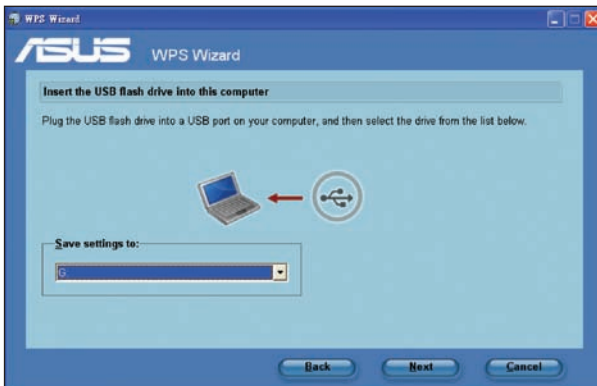 WPS Wizard
ASUS WPS Wizard
Insert the USB flash drive into this computer
Plug the USB flash drive into a USB port on your computer, and then select the drive from the list below.
Save settings to:
G
Back Next Cancel